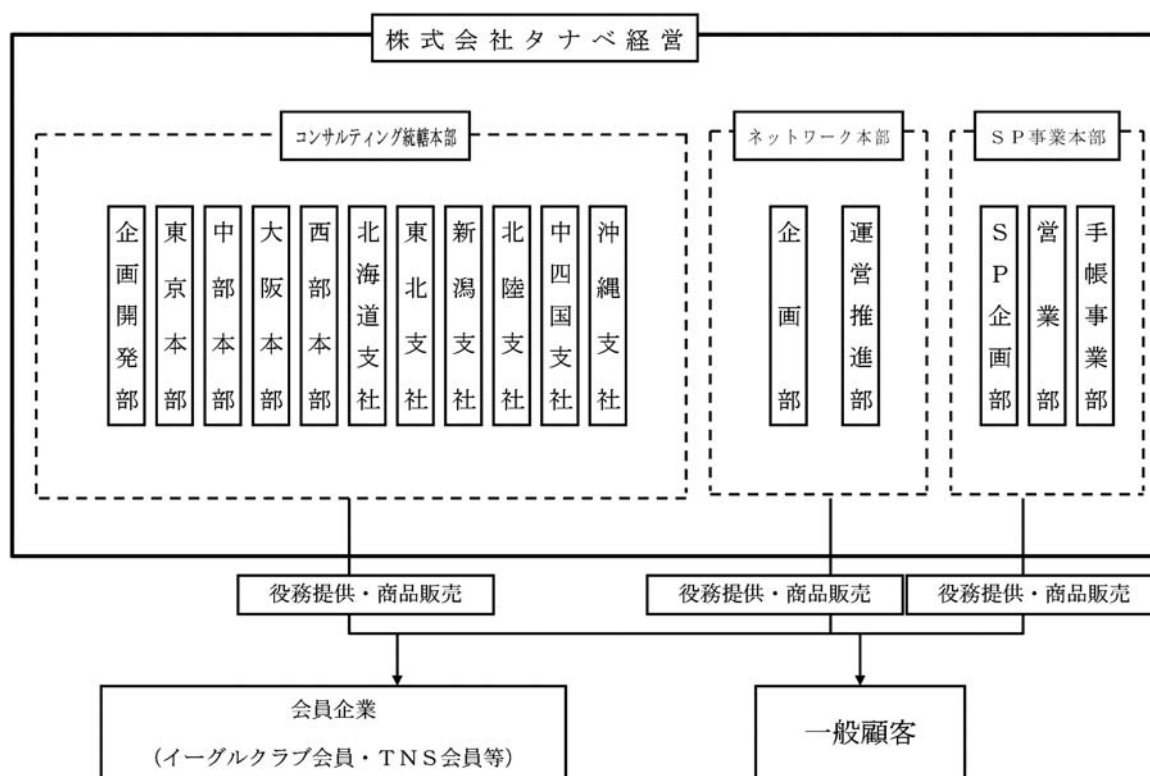 株式会社タナベ経営
コンサルティング統轄本部
ネットワーク本部
ＳＰ事業本部
企画開発部
東京本部
中部本部
大阪本部
西部本部
北海道支社
東北支社
新潟支社
北陸支社
中四国支社
沖縄支社
企画部
運営推進部
ＳＰ企画部
営業部
手帳事業部
役務提供・商品販売
役務提供・商品販売
役務提供・商品販売
会員企業
（イーグルクラブ会員・ＴＮＳ会員等）
一般顧客